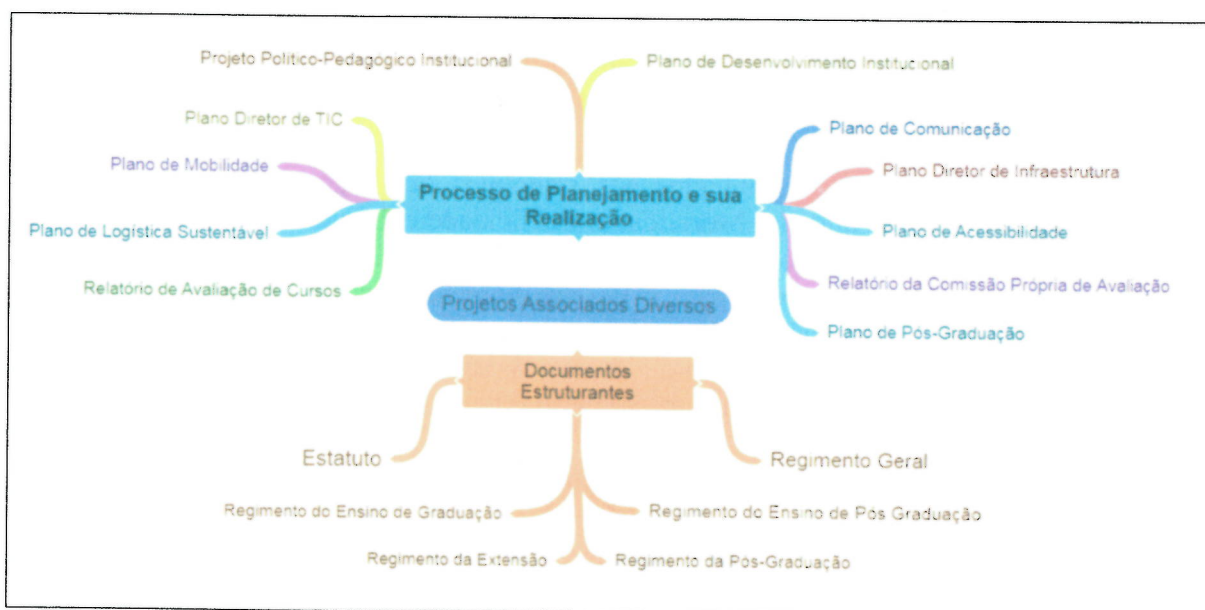 Projeto Político-Pedagógico Institucional
Plano de Desenvolvimento Institucional
Plano Diretor de TIC
Plano de Comunicação
Plano de Mobilidade
Plano Diretor de Infraestrutura
Processo de Planejamento e sua
Realização
Plano de Logística Sustentável
Plano de Acessibilidade
Relatório de Avaliação de Cursos
Relatório da Comissão Própria de Avaliação
Projetos Associados Diversos
Plano de Pós-Graduação
Documentos
Estruturantes
Estatuto
Regimento Geral
Regimento do Ensino de Graduação
Regimento do Ensino de Pós Graduação
Regimento da Extensão
Regimento da Pós-Graduação